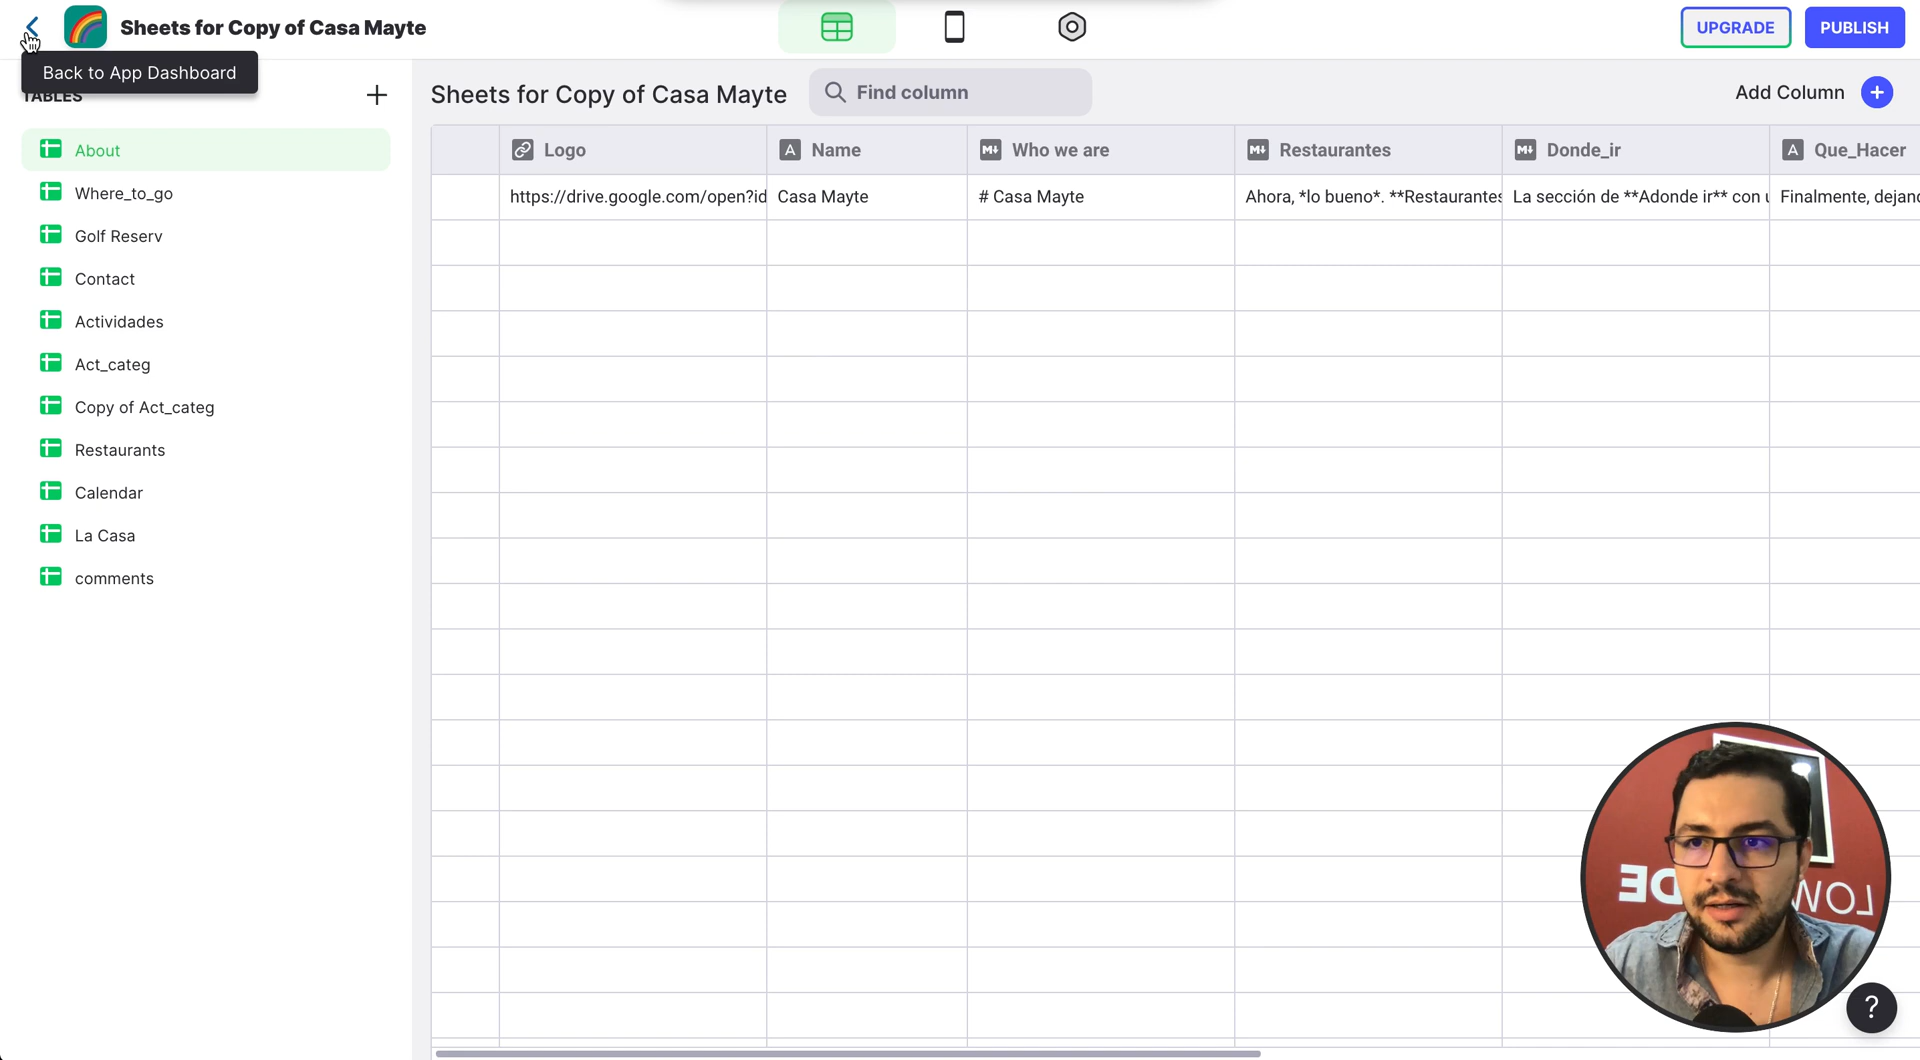 Sheets for Copy of Casa Mayte
UPGRADE
PUBLISH
Back to App Dashboard
TABLES
About
Where_to_go
Golf Reserv
Contact
Actividades
Act_categ
Copy of Act_categ
Restaurants
Calendar
La Casa
comments
Sheets for Copy of Casa Mayte
Find column
Add Column
Logo
Name
Who we are
Restaurantes
Donde_ir
A Que_Hacer
https://drive.google.com/open?id
Casa Mayte
# Casa Mayte
Ahora, *lo bueno*. **Restaurantes
La sección de **Adonde ir** con
Finalmente, dejan
LOW
DE
?